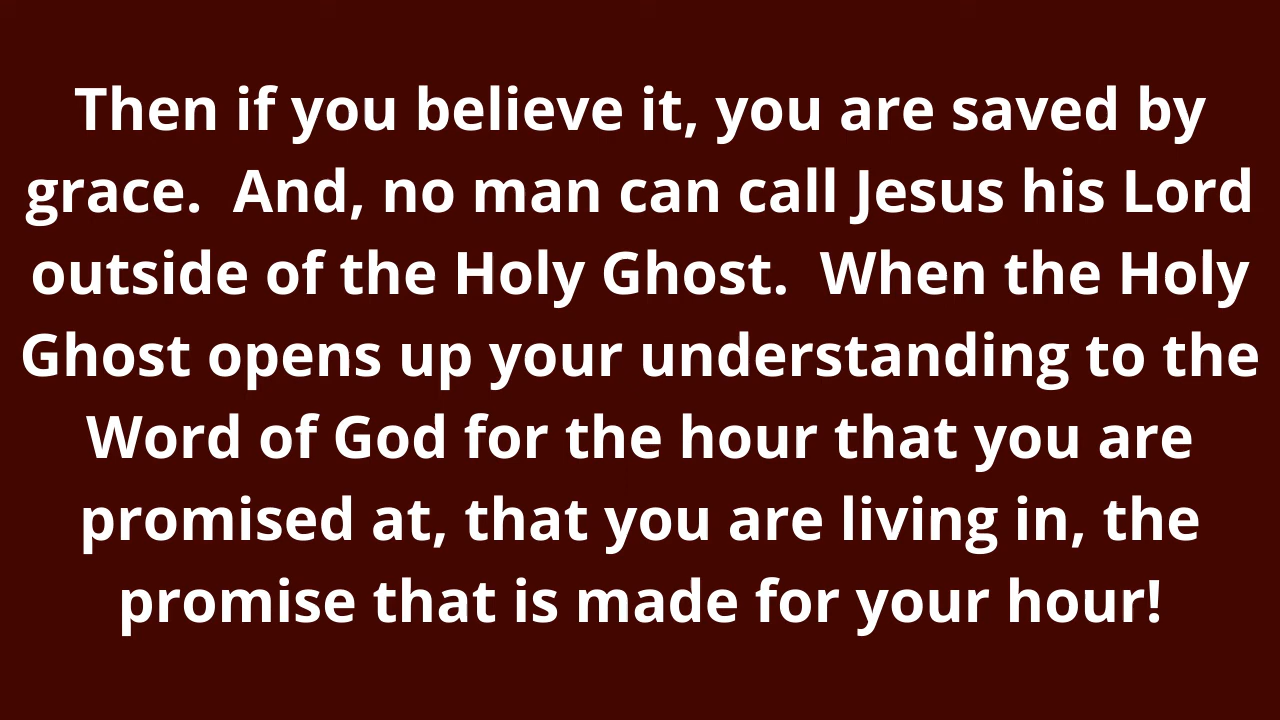 Then if you believe it, you are saved by
grace.  And, no man can call Jesus his Lord
outside of the Holy Ghost.  When the Holy
Ghost opens up your understanding to the
Word of God for the hour that you are
promised at, that you are living in, the
promise that is made for your hour!